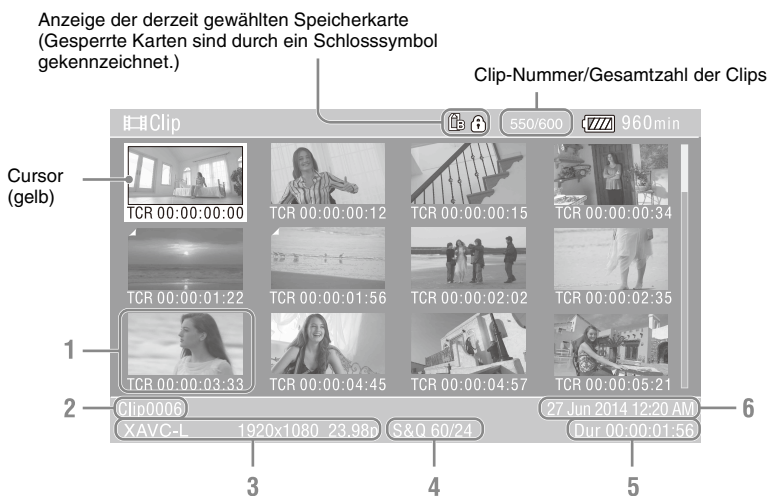 Anzeige der derzeit gewählten Speicherkarte
(Gesperrte Karten sind durch ein Schlosssymbol
gekennzeichnet.)
Clip-Nummer/Gesamtzahl der Clips
Clip
B
550/600
960min
Cursor
(gelb)
TCR 00:00:00:00
TCR 00:00:00:12
TCR 00:00:00:15
TCR 00:00:00:34
TCR 00:00:01:22
TCR 00:00:01:56
TCR 00:00:02:02
TCR 00:00:02:35
1
TCR 00:00:03:33
TCR 00:00:04:45
TCR 00:00:04:57
TCR 00:00:05:21
2
Clip0006
27 Jun 2014 12:20 AM
6
XAVC-L
1920x1080 23.98p
S&Q 60/24
Dur 00:00:01:56
3
4
5